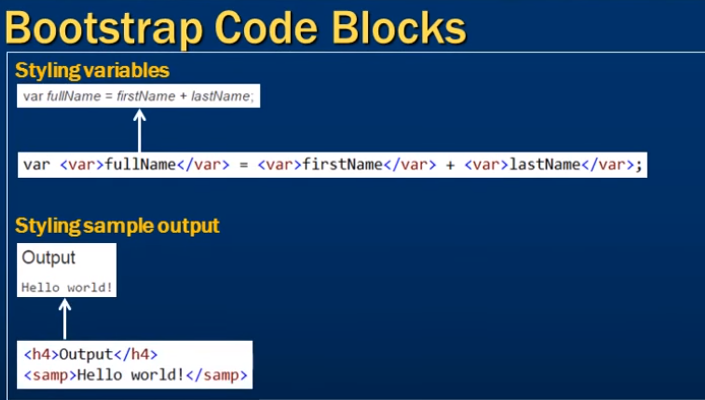 Bootstrap Code Blocks
Styling variables
var fullName = firstName + lastName;
var <var>fullName</var> = <var>firstName</var> + <var>lastName</var>;
Styling sample output
Output
Hello world!
<h4>Output</h4>
<samp>Hello world!</samp>